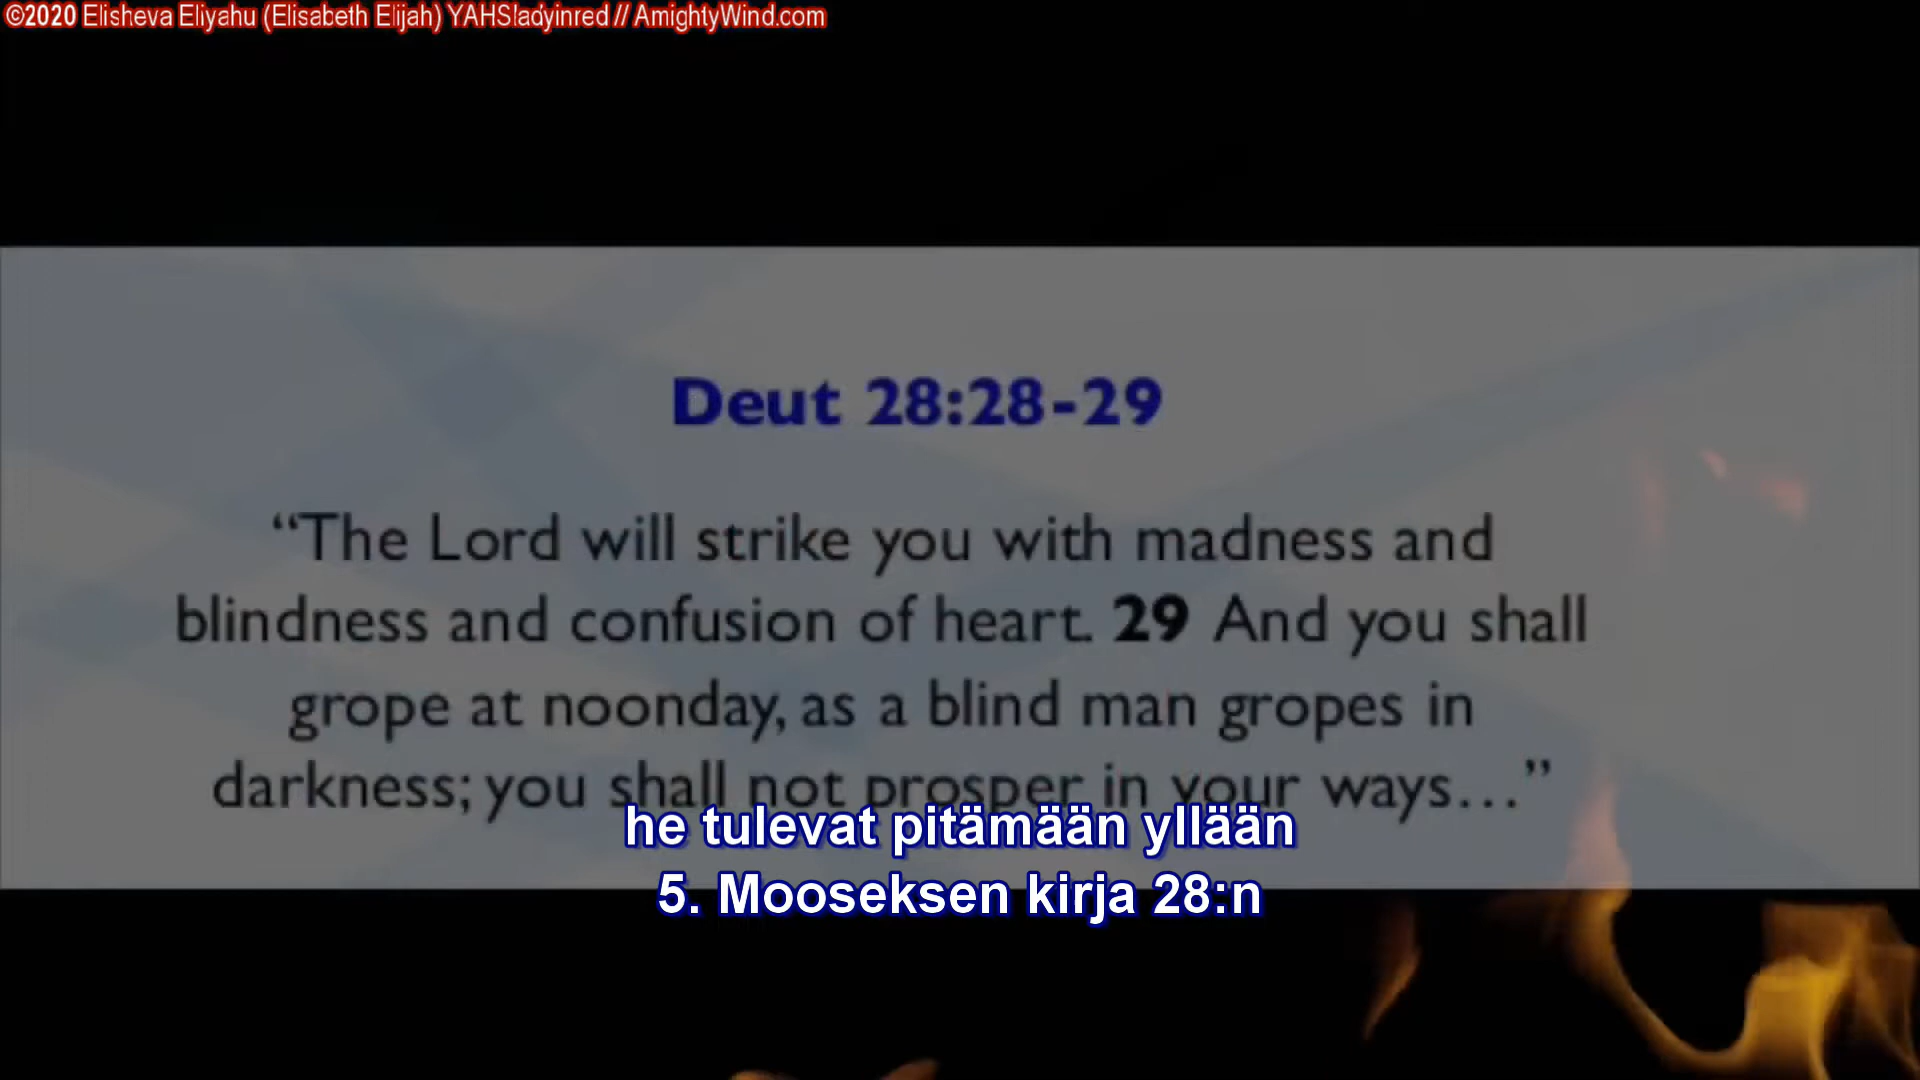 ©2020 Elisheva Eliyahu (Elisabeth Elijah) YAHSladyinred // AmightyWind.com
Deut 28:28-29
“The Lord will strike you with madness and
blindness and confusion of heart. 29 And you shall
grope at noonday, as a blind man gropes in
darkness; you shall not prosper in your ways…”
he tulevat pitämään yllään
5. Mooseksen kirja 28:n